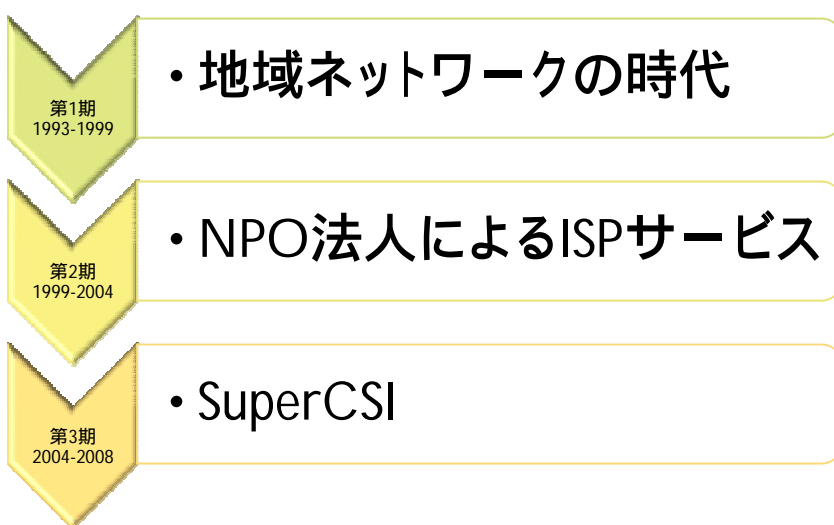 第1期
1993-1999
• 地域ネットワークの時代
第2期
1999-2004
• NPO法人によるISPサービス
第3期
2004-2008
• SuperCSI